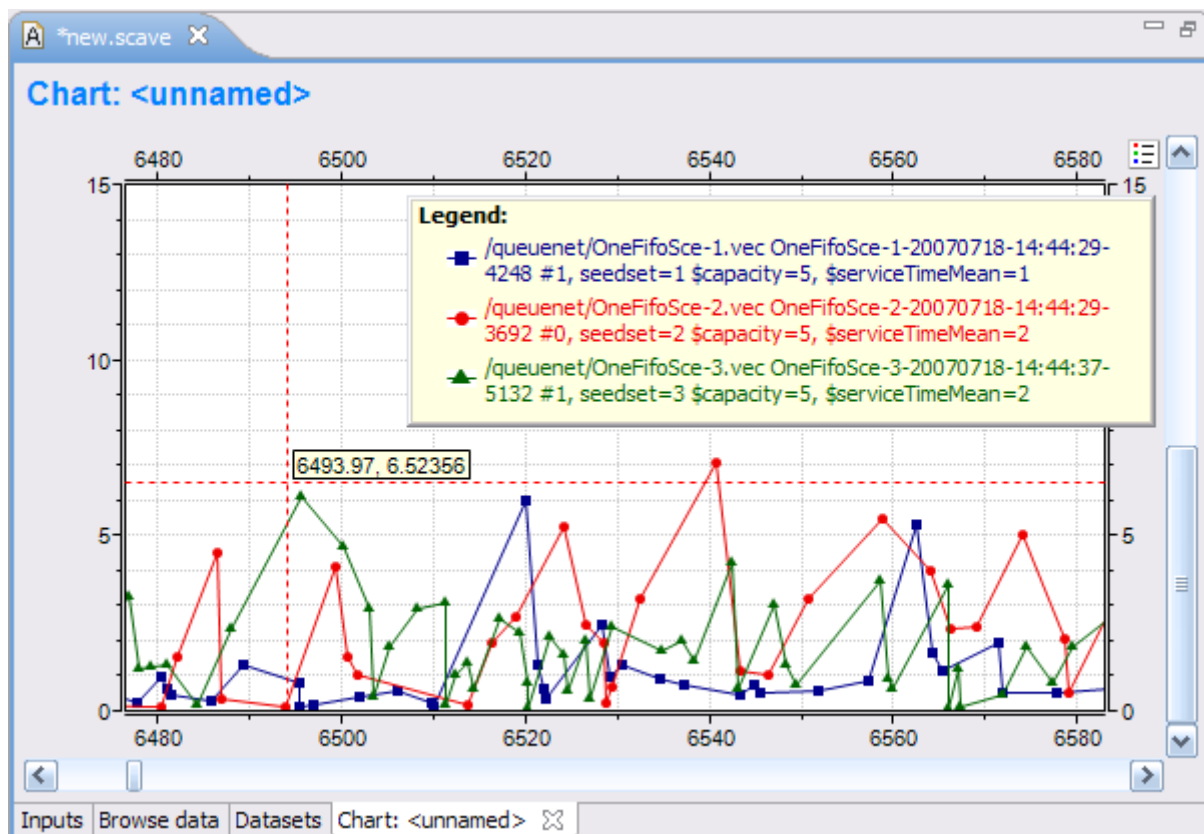 *new.scave
Chart: <unnamed>
6480 6500 6520 6540 6560 6580
15 15
Legend:
/queuenet/OneFifoSce-1.vec OneFifoSce-1-20070718-14:44:29-
4248 #1, seedset=1 $capacity=5, $serviceTimeMean=1
/queuenet/OneFifoSce-2.vec OneFifoSce-2-20070718-14:44:29-
3692 #0, seedset=2 $capacity=5, $serviceTimeMean=2
/queuenet/OneFifoSce-3.vec OneFifoSce-3-20070718-14:44:37-
5132 #1, seedset=3 $capacity=5, $serviceTimeMean=2
10
6493.97, 6.52356
5 5
0 0
6480 6500 6520 6540 6560 6580
Inputs Browse data Datasets Chart: <unnamed>